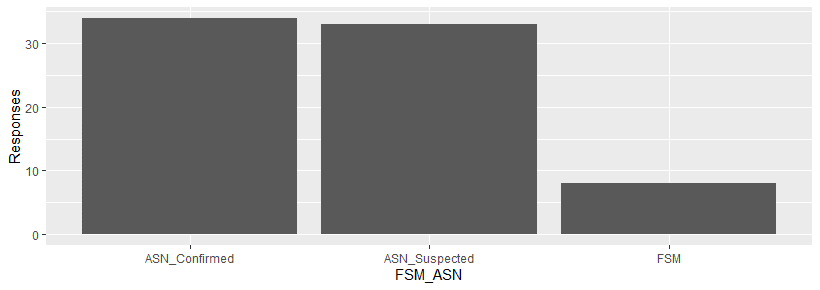 Responses
30
20
10
0
ASN_Confirmed
ASN_Suspected
FSM
FSM_ASN